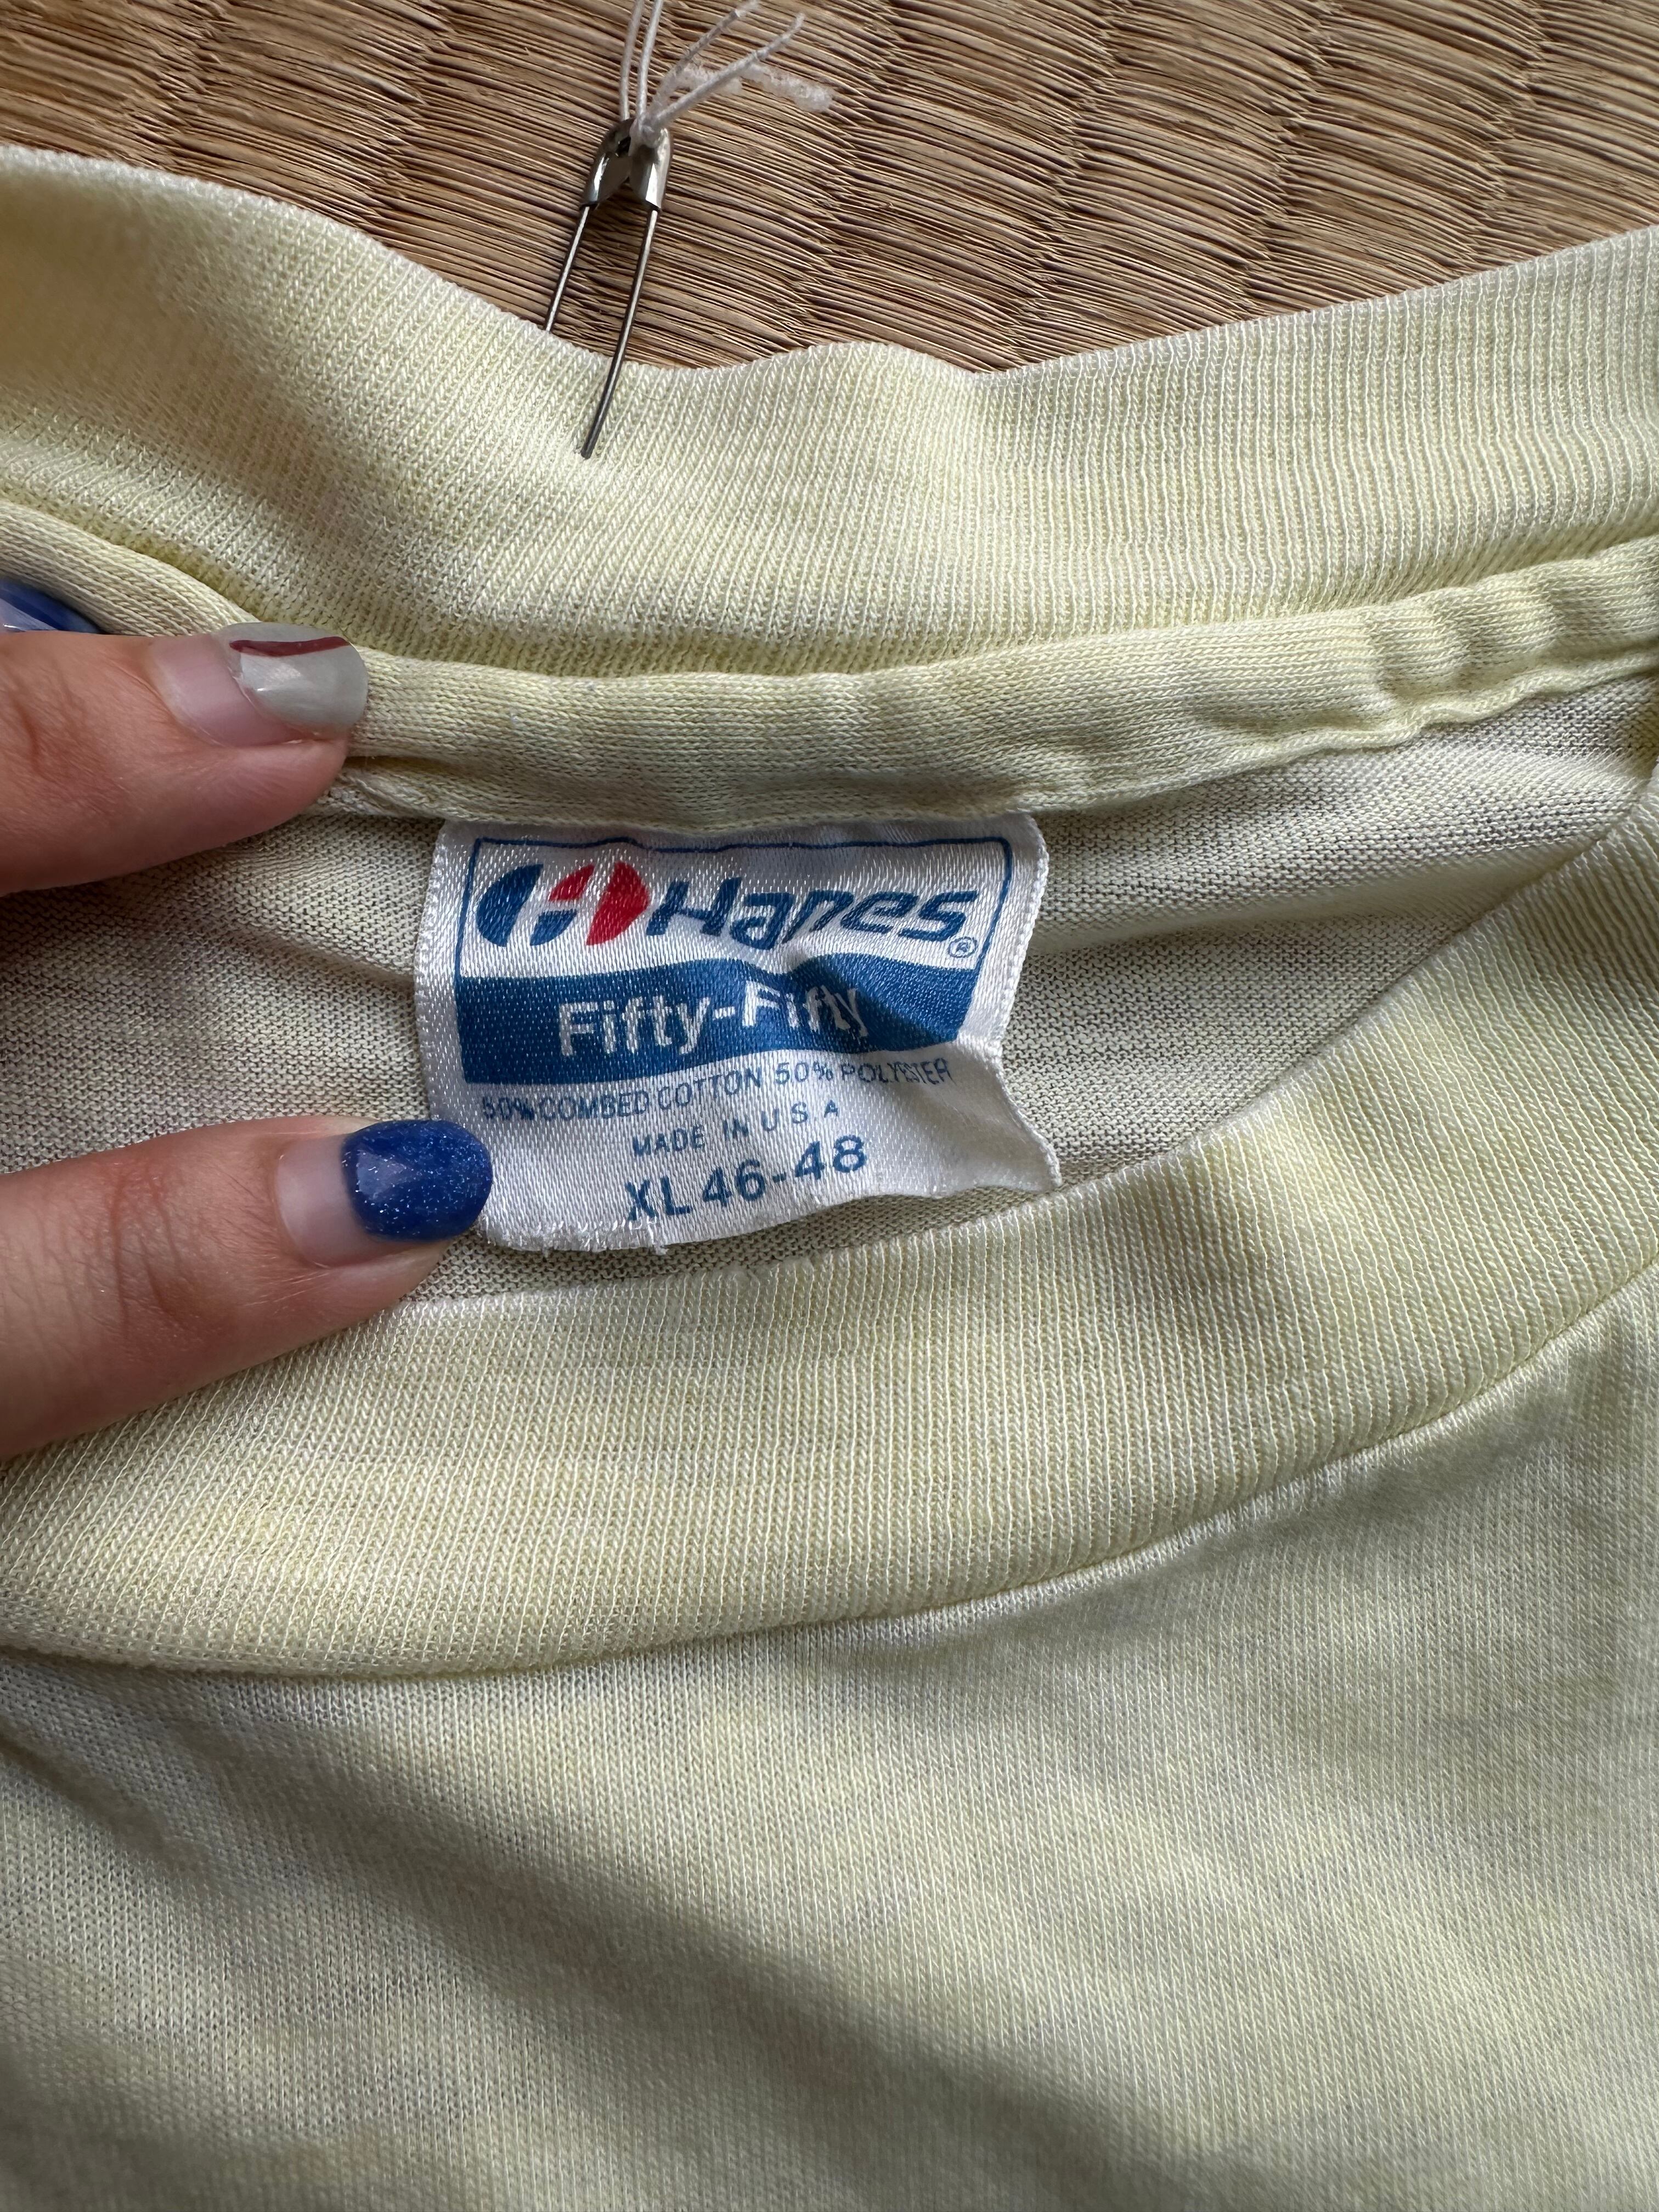 Hanes®
Fifty-Fifty
50% COMBED COTTON 50% POLYESTER
MADE IN U S A
XL 46-48